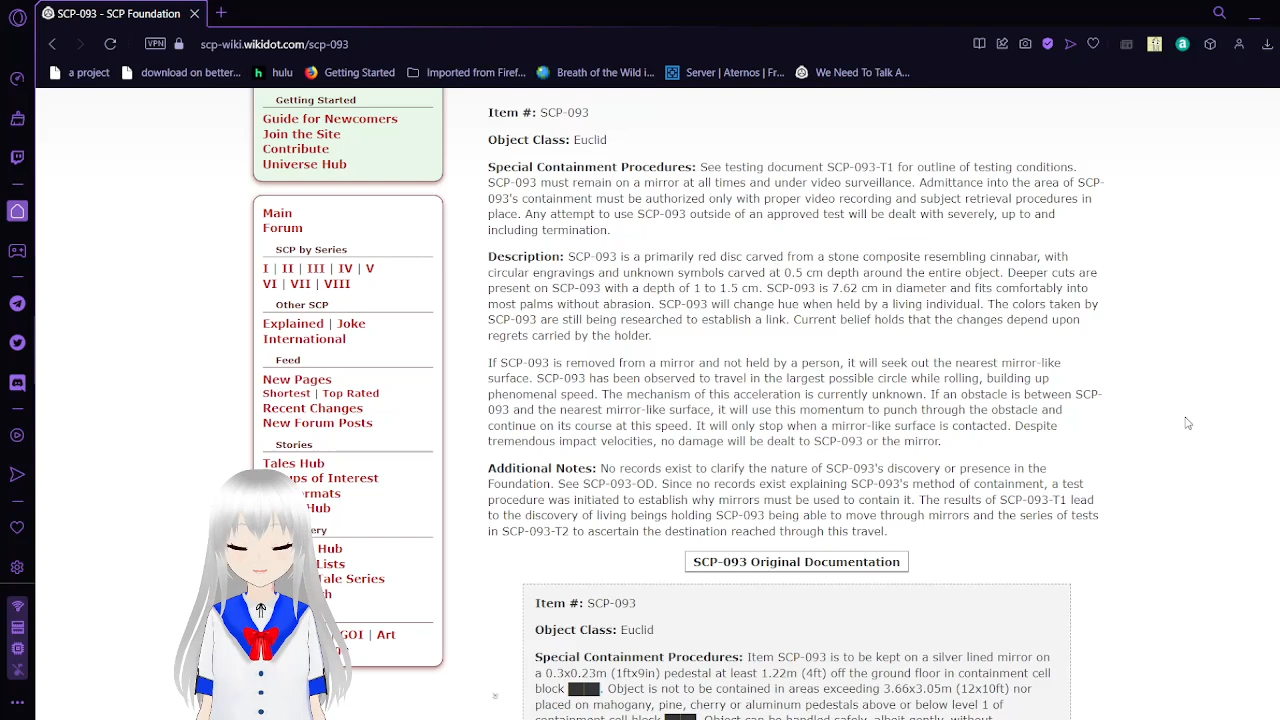 SCP-093 - SCP Foundation
VPN
scp-wiki.wikidot.com/scp-093
a project
download on better...
hulu
Getting Started
Imported from Firef...
Breath of the Wild i...
Server | Aternos | Fr...
We Need To Talk A...
Getting Started
Guide for Newcomers
Join the Site
Contribute
Universe Hub
Main
Forum
SCP by Series
I | II | III | IV | V
VI | VII | VIII
Other SCP
Explained | Joke
International
Feed
New Pages
Shortest | Top Rated
Recent Changes
New Forum Posts
Stories
Tales Hub
ups of Interest
ormats
Hub
ery
Hub
Lists
Tale Series
GOI | Art
Item #: SCP-093
Object Class: Euclid
Special Containment Procedures: See testing document SCP-093-T1 for outline of testing conditions.
SCP-093 must remain on a mirror at all times and under video surveillance. Admittance into the area of SCP-
093's containment must be authorized only with proper video recording and subject retrieval procedures in
place. Any attempt to use SCP-093 outside of an approved test will be dealt with severely, up to and
including termination.
Description: SCP-093 is a primarily red disc carved from a stone composite resembling cinnabar, with
circular engravings and unknown symbols carved at 0.5 cm depth around the entire object. Deeper cuts are
present on SCP-093 with a depth of 1 to 1.5 cm. SCP-093 is 7.62 cm in diameter and fits comfortably into
most palms without abrasion. SCP-093 will change hue when held by a living individual. The colors taken by
SCP-093 are still being researched to establish a link. Current belief holds that the changes depend upon
regrets carried by the holder.
If SCP-093 is removed from a mirror and not held by a person, it will seek out the nearest mirror-like
surface. SCP-093 has been observed to travel in the largest possible circle while rolling, building up
phenomenal speed. The mechanism of this acceleration is currently unknown. If an obstacle is between SCP-
093 and the nearest mirror-like surface, it will use this momentum to punch through the obstacle and
continue on its course at this speed. It will only stop when a mirror-like surface is contacted. Despite
tremendous impact velocities, no damage will be dealt to SCP-093 or the mirror.
Additional Notes: No records exist to clarify the nature of SCP-093's discovery or presence in the
Foundation. See SCP-093-OD. Since no records exist explaining SCP-093's method of containment, a test
procedure was initiated to establish why mirrors must be used to contain it. The results of SCP-093-T1 lead
to the discovery of living beings holding SCP-093 being able to move through mirrors and the series of tests
in SCP-093-T2 to ascertain the destination reached through this travel.
SCP-093 Original Documentation
Item #: SCP-093
Object Class: Euclid
Special Containment Procedures: Item SCP-093 is to be kept on a silver lined mirror on
a 0.3x0.23m (1ftx9in) pedestal at least 1.22m (4ft) off the ground floor in containment cell
block. Object is not to be contained in areas exceeding 3.66x3.05m (12x10ft) nor
placed on mahogany, pine, cherry or aluminum pedestals above or below level 1 of
containment cell block. Object can be handled safely, albeit gently, without